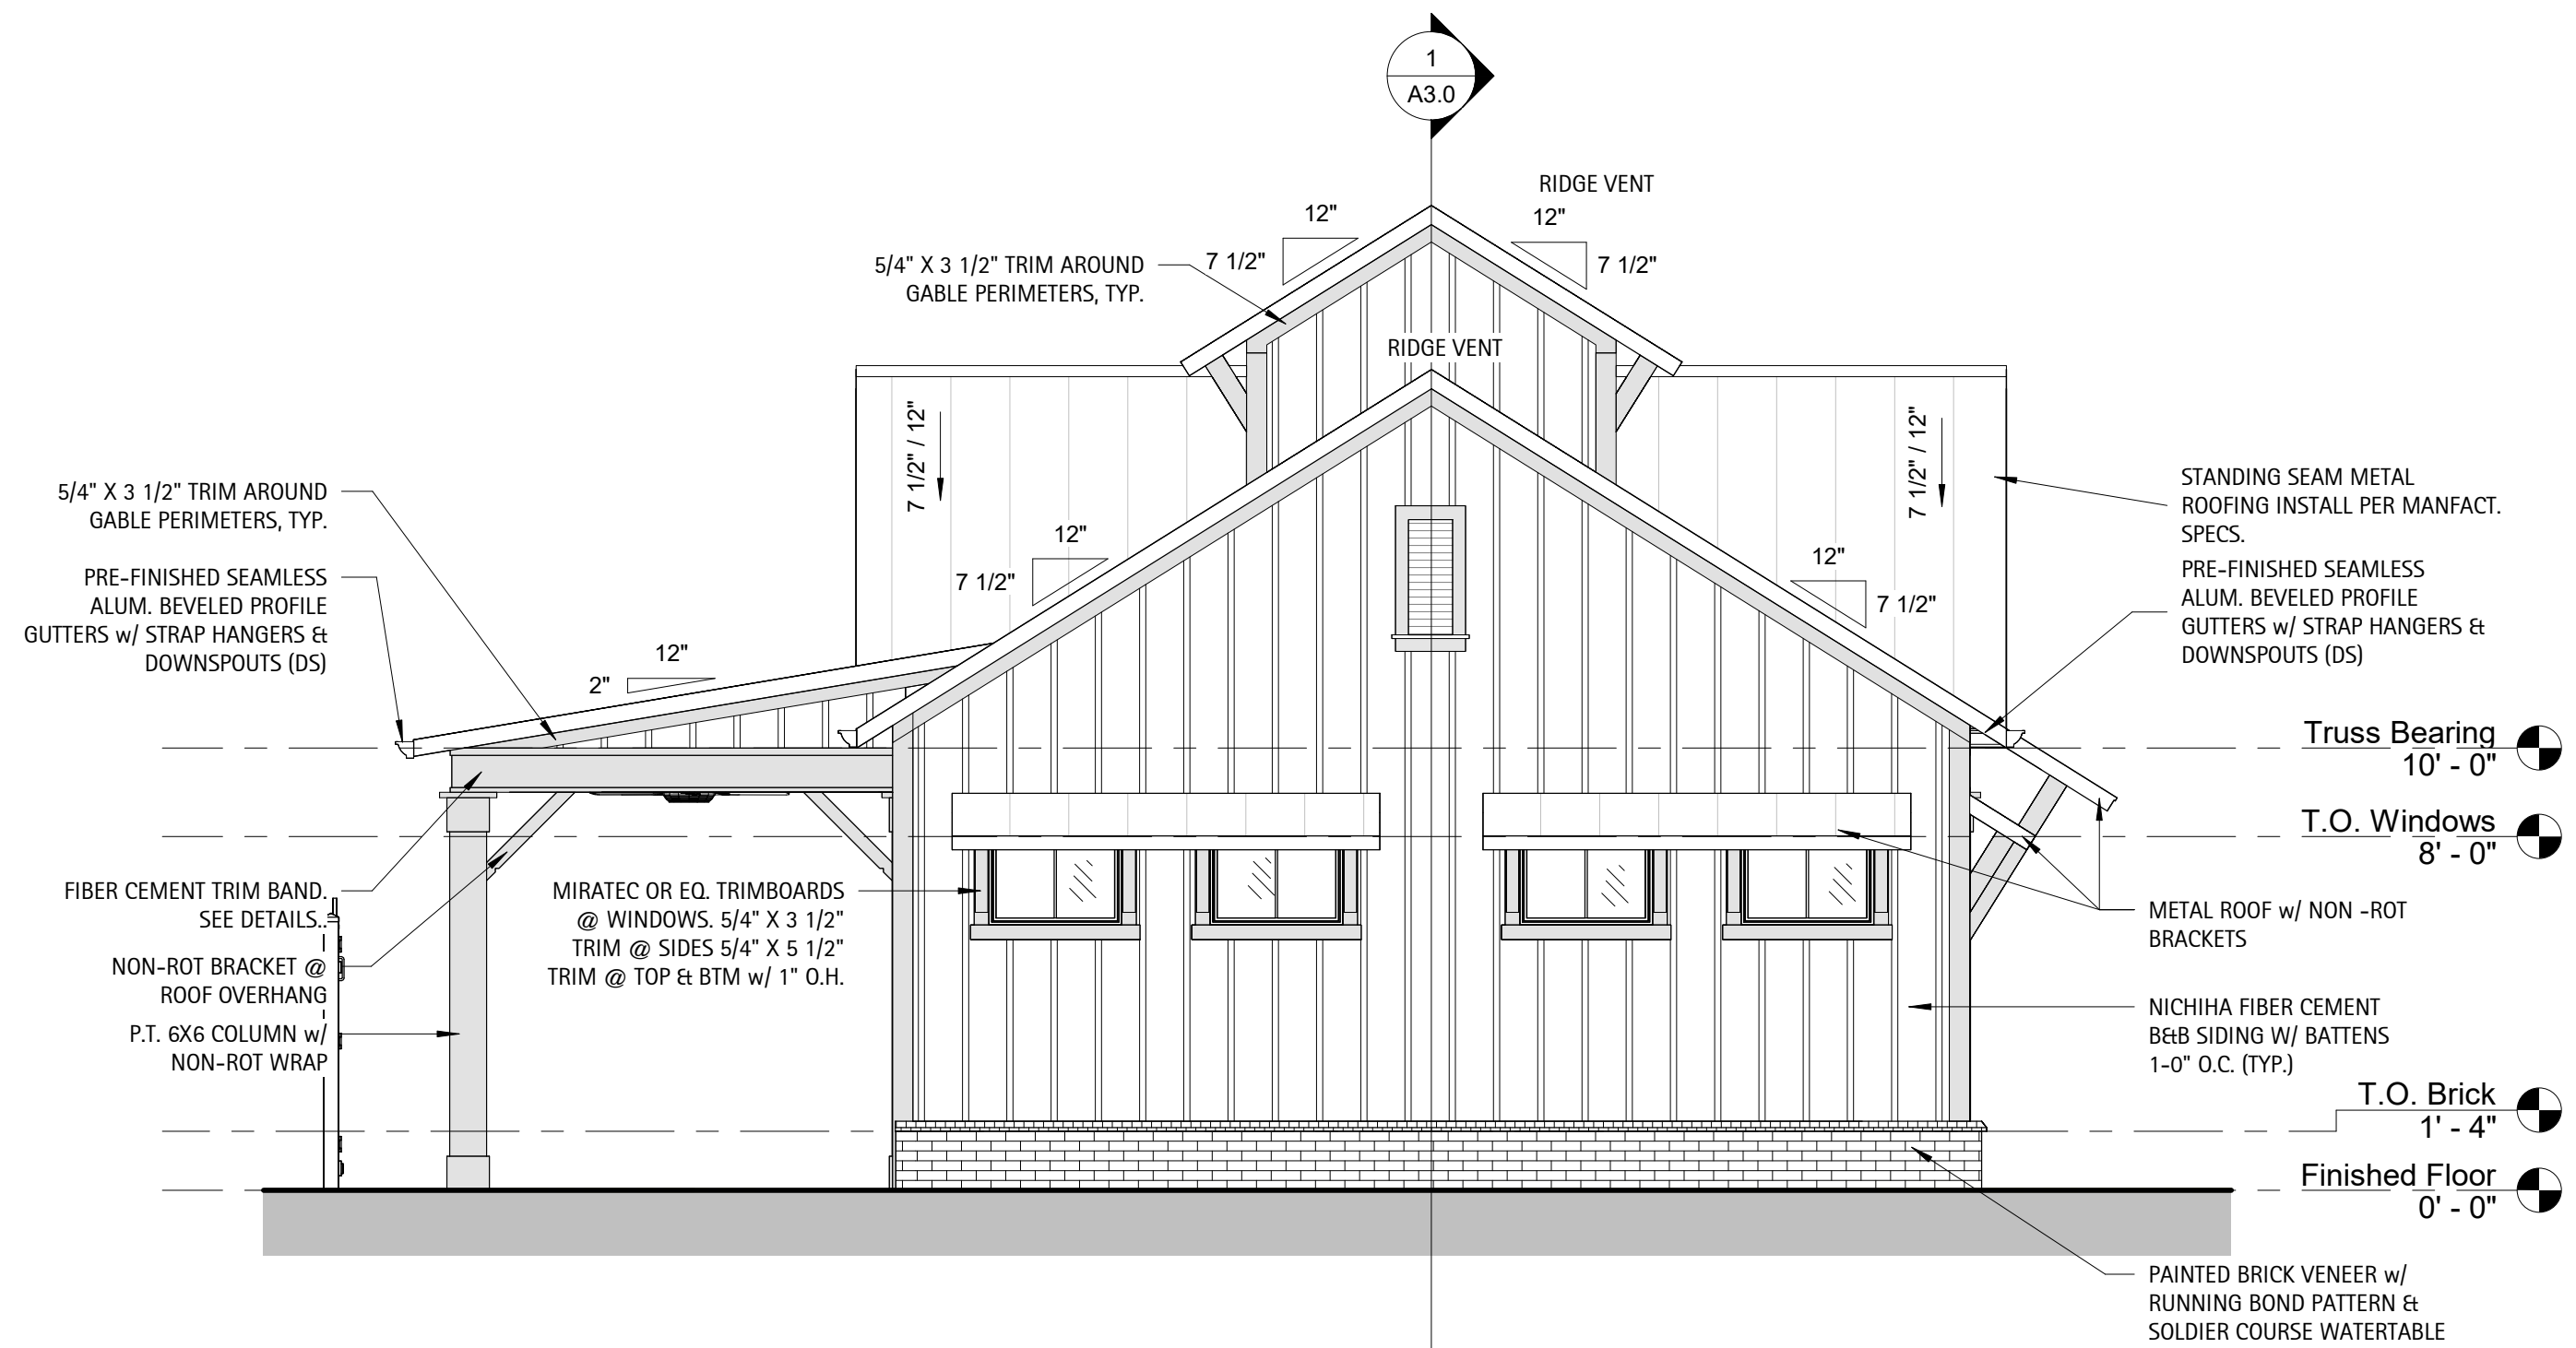 1
A3.0
RIDGE VENT
12"
12"
7 1/2"
7 1/2"
5/4" X 3 1/2" TRIM AROUND
GABLE PERIMETERS, TYP.
RIDGE VENT
7 1/2" / 12"
7 1/2" / 12"
5/4" X 3 1/2" TRIM AROUND
GABLE PERIMETERS, TYP.
STANDING SEAM METAL
ROOFING INSTALL PER MANFACT.
SPECS.
12"
7 1/2"
12"
7 1/2"
PRE-FINISHED SEAMLESS
ALUM. BEVELED PROFILE
GUTTERS w/ STRAP HANGERS &
DOWNSPOUTS (DS)
PRE-FINISHED SEAMLESS
ALUM. BEVELED PROFILE
GUTTERS w/ STRAP HANGERS &
DOWNSPOUTS (DS)
12"
2"
Truss Bearing
10' - 0"
T.O. Windows
8' - 0"
FIBER CEMENT TRIM BAND.
SEE DETAILS..
MIRATEC OR EQ. TRIMBOARDS
@ WINDOWS. 5/4" X 3 1/2"
TRIM @ SIDES 5/4" X 5 1/2"
TRIM @ TOP & BTM w/ 1" O.H.
METAL ROOF w/ NON -ROT
BRACKETS
NON-ROT BRACKET @
ROOF OVERHANG
P.T. 6X6 COLUMN w/
NON-ROT WRAP
NICHIHA FIBER CEMENT
B&B SIDING W/ BATTENS
1-0" O.C. (TYP.)
T.O. Brick
1' - 4"
Finished Floor
0' - 0"
PAINTED BRICK VENEER w/
RUNNING BOND PATTERN &
SOLDIER COURSE WATERTABLE